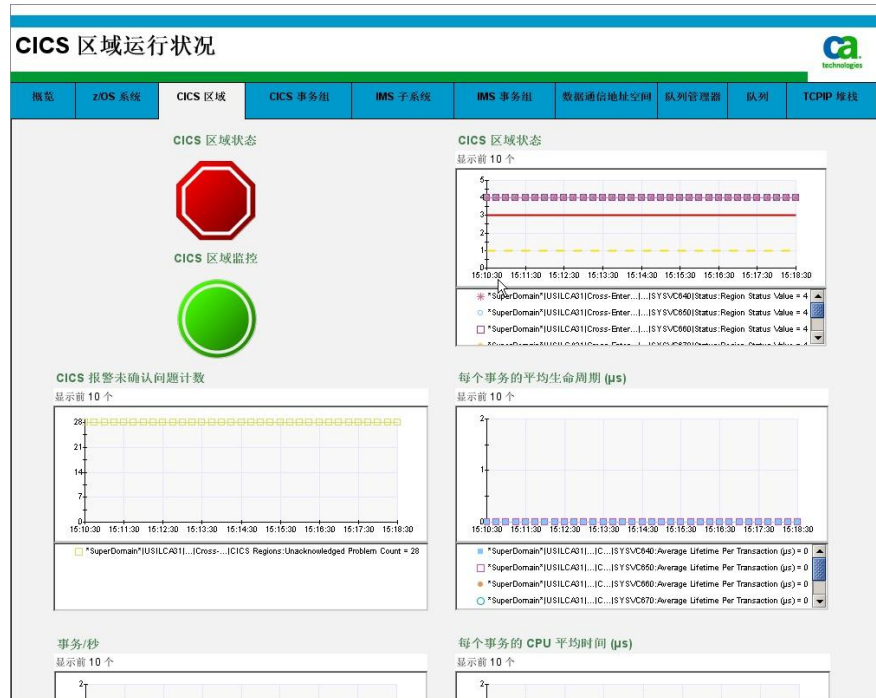 CICS 区域运行状况
ca
technologies
概览 z/OS 系统 CICS 区域 CICS 事务组 IMS 子系统 IMS 事务组 数据通信地址空间 队列管理器 队列 TCPIP 堆栈
CICS 区域状态
CICS 区域监控
CICS 区域状态
显示前 10 个
5
4
3
2
1
0
15:10:30 15:11:30 15:12:30 15:13:30 15:14:30 15:15:30 15:16:30 15:17:30 15:18:30
*SuperDomain*|USILCA31|Cross-Enter...|...|SYSVC640|Status:Region Status Value = 4
*SuperDomain*|USILCA31|Cross-Enter...|...|SYSVC650|Status:Region Status Value = 4
*SuperDomain*|USILCA31|Cross-Enter...|...|SYSVC660|Status:Region Status Value = 4
*SuperDomain*|USILCA31|Cross-Enter...|...|SYSVC670|Status:Region Status Value = 4
CICS 报警未确认问题计数
显示前 10 个
28
21
14
7
0
15:10:30 15:11:30 15:12:30 15:13:30 15:14:30 15:15:30 15:16:30 15:17:30 15:18:30
*SuperDomain*|USILCA31|...|Cross-...|CICS Regions:Unacknowledged Problem Count = 28
每个事务的平均生命周期 (µs)
显示前 10 个
2
1
0
15:10:30 15:11:30 15:12:30 15:13:30 15:14:30 15:15:30 15:16:30 15:17:30 15:18:30
*SuperDomain*|USILCA31|...|C...|SYSVC640:Average Lifetime Per Transaction (µs) = 0
*SuperDomain*|USILCA31|...|C...|SYSVC650:Average Lifetime Per Transaction (µs) = 0
*SuperDomain*|USILCA31|...|C...|SYSVC660:Average Lifetime Per Transaction (µs) = 0
*SuperDomain*|USILCA31|...|C...|SYSVC670:Average Lifetime Per Transaction (µs) = 0
事务/秒
显示前 10 个
2
每个事务的 CPU 平均时间 (µs)
显示前 10 个
2